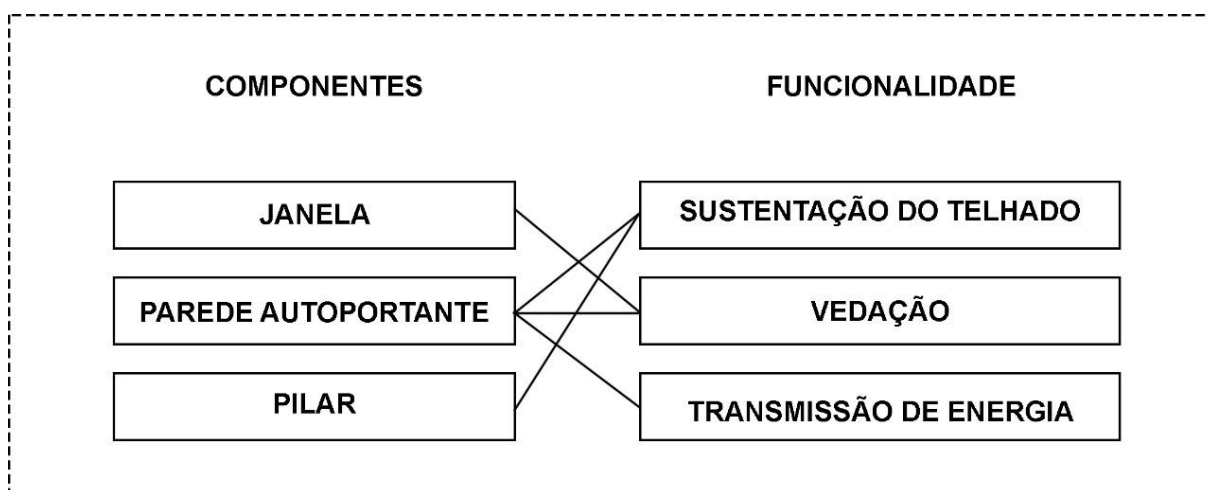 COMPONENTES
FUNCIONALIDADE
JANELA
SUSTENTAÇÃO DO TELHADO
PAREDE AUTOPORTANTE
VEDAÇÃO
PILAR
TRANSMISSÃO DE ENERGIA